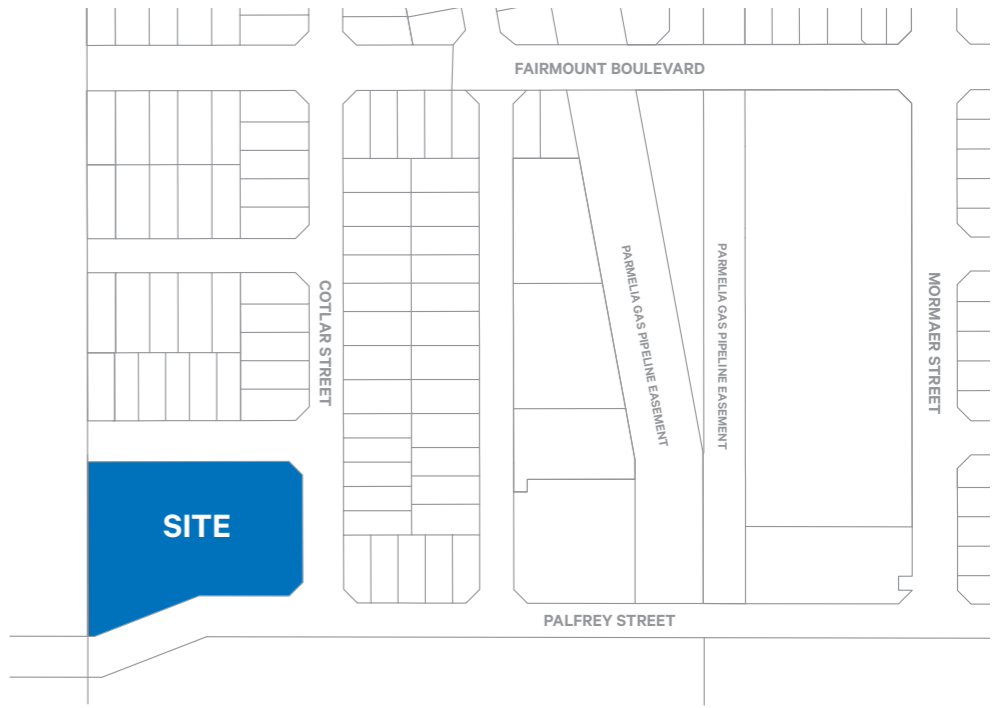 FAIRMOUNT BOULEVARD
PARMELIA GAS PIPELINE EASEMENT
PARMELIA GAS PIPELINE EASEMENT
COTLAR STREET
MORMAER STREET
SITE
PALFREY STREET